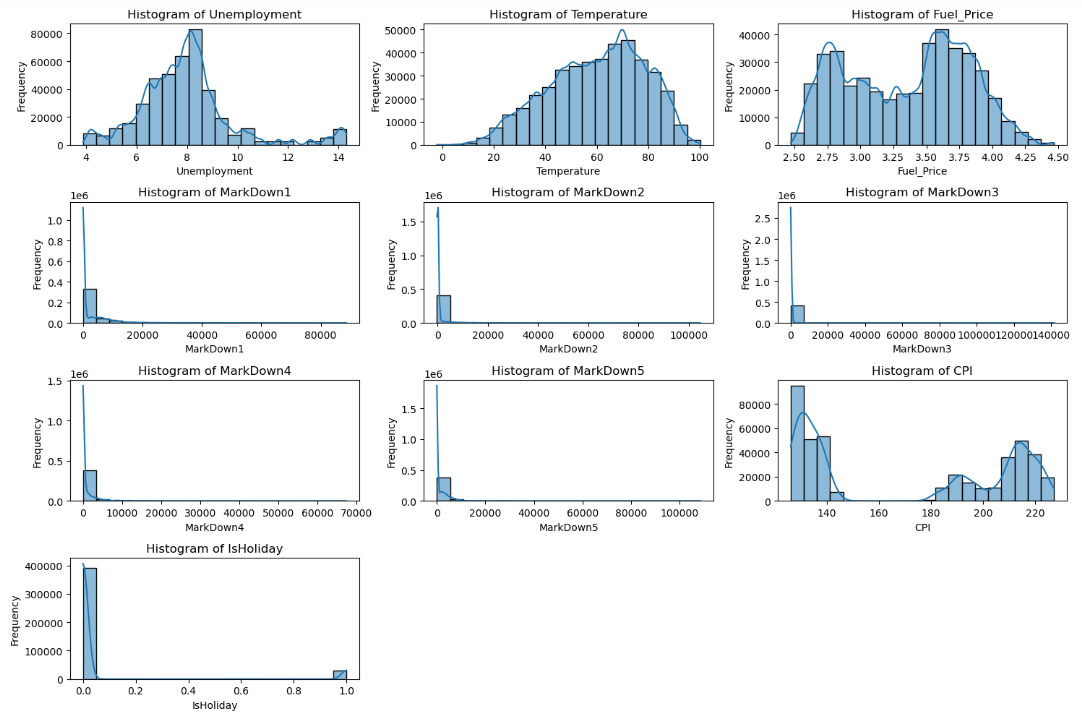 Histogram of Unemployment
80000
60000
40000
20000
0
Frequency
4 6 8 10 12 14
Unemployment
Histogram of Temperature
50000
40000
30000
20000
10000
0
Frequency
0 20 40 60 80 100
Temperature
Histogram of Fuel_Price
40000
30000
20000
10000
0
Frequency
2.50 2.75 3.00 3.25 3.50 3.75 4.00 4.25 4.50
Fuel_Price
Histogram of MarkDown1
1e6
1.0
0.8
0.6
0.4
0.2
0.0
Frequency
0 20000 40000 60000 80000
MarkDown1
Histogram of MarkDown2
1e6
1.5
1.0
0.5
0.0
Frequency
0 20000 40000 60000 80000 100000
MarkDown2
Histogram of MarkDown3
1e6
2.5
2.0
1.5
1.0
0.5
0.0
Frequency
0 20000 40000 60000 80000 100000 120000 140000
MarkDown3
Histogram of MarkDown4
1e6
1.5
1.0
0.5
0.0
Frequency
0 10000 20000 30000 40000 50000 60000 70000
MarkDown4
Histogram of MarkDown5
1e6
1.5
1.0
0.5
0.0
Frequency
0 20000 40000 60000 80000 100000
MarkDown5
Histogram of CPI
80000
60000
40000
20000
0
Frequency
140 160 180 200 220
CPI
Histogram of IsHoliday
400000
300000
200000
100000
0
Frequency
0.0 0.2 0.4 0.6 0.8 1.0
IsHoliday